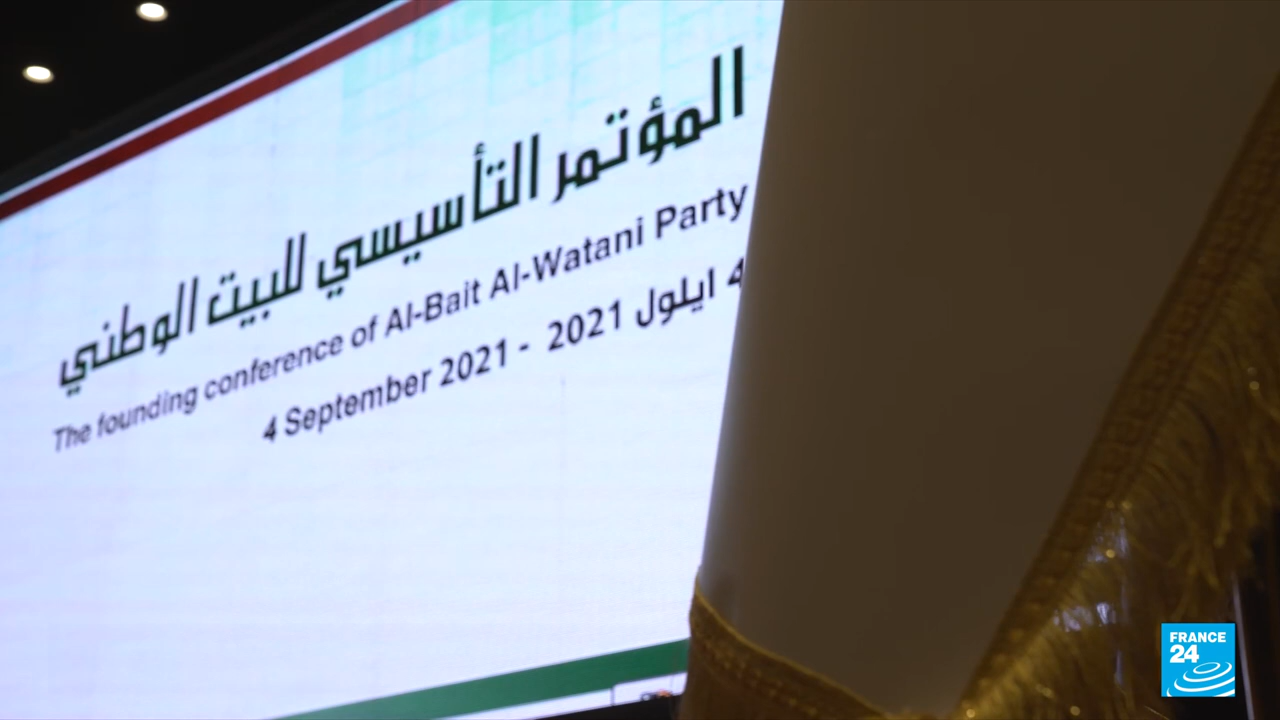 المؤتمر التأسيسي للبيت الوطني
The founding conference of Al-Bait Al-Watani Party
4 September 2021 - 2021 ايلول 4
FRANCE
24